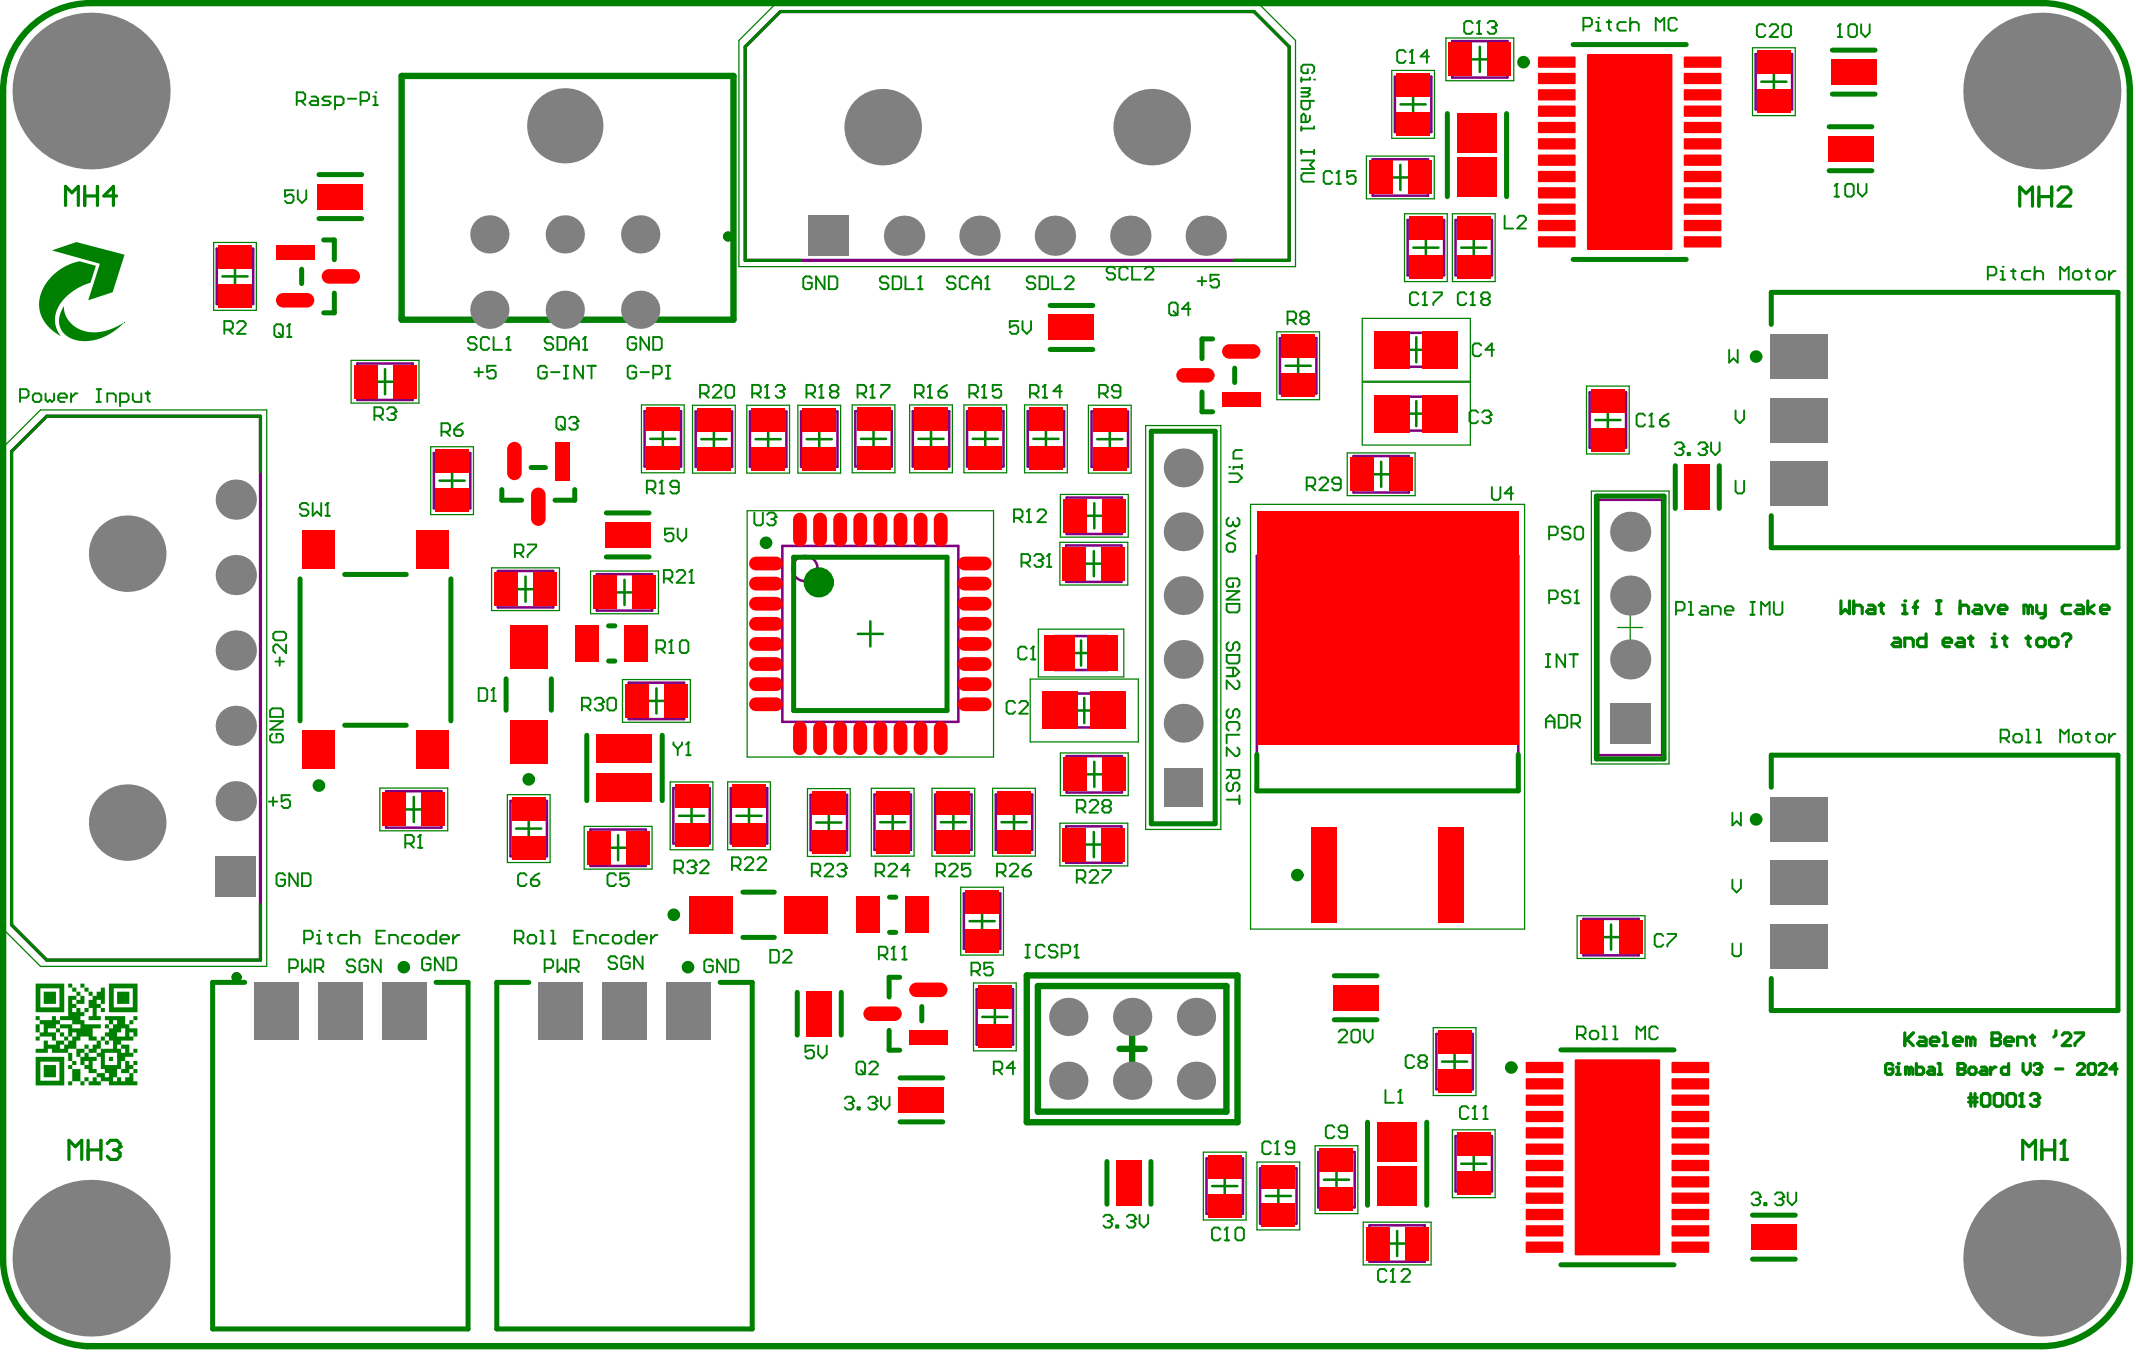 C13
Pitch MC
C20
10V
C14
Rasp-Pi
Gimbal IMU
C15
10V
MH4
5V
MH2
L2
Pitch Motor
GND
SDL1
SCA1
SDL2
SCL2
+5
C17
C18
Q4
R2
Q1
5V
R8
SCL1
SDA1
GND
C4
W
+5
G-INT
G-PI
Power Input
R3
R20
R13
R18
R17
R16
R15
R14
R9
C3
C16
V
R6
Q3
3.3V
Vin
R19
R29
U4
U
SW1
U3
R12
3vo
5V
PS0
R7
R31
R21
GND
PS1
Plane IMU
What if I have my cake
and eat it too?
+20
R10
C1
SDA2
INT
D1
R30
C2
GND
SCL2
ADR
Roll Motor
Y1
RST
+5
R28
W
R1
R32
R22
R23
R24
R25
R26
R27
GND
C6
C5
V
Pitch Encoder
Roll Encoder
D2
R11
ICSP1
C7
U
PWR
SGN
GND
PWR
SGN
GND
R5
20V
Roll MC
Kaelem Bent '27
5V
Q2
R4
C8
Gimbal Board V3 - 2024
3.3V
L1
#00013
C11
MH3
C19
C9
MH1
3.3V
C10
3.3V
C12